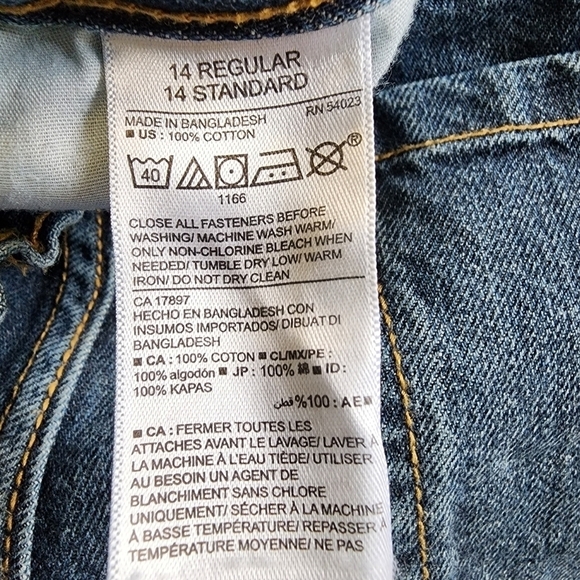 14 REGULAR
14 STANDARD
RN 54023
MADE IN BANGLADESH
■ US : 100% COTTON
40
®
1166
CLOSE ALL FASTENERS BEFORE
WASHING/ MACHINE WASH WARM/
ONLY NON-CHLORINE BLEACH WHEN
NEEDED/ TUMBLE DRY LOW/ WARM
IRON/ DO NOT DRY CLEAN
CA 17897
HECHO EN BANGLADESH CON
INSUMOS IMPORTADOS/ DIBUAT DI
BANGLADESH
■ CA : 100% COTON ■ CL/MX/PE :
100% algodón ■ JP : 100% 綿 ■ ID :
100% KAPAS
■ AE : 100% قطن
■ CA : FERMER TOUTES LES
ATTACHES AVANT LE LAVAGE/ LAVER À
LA MACHINE À L'EAU TIÈDE/ UTILISER
AU BESOIN UN AGENT DE
BLANCHIMENT SANS CHLORE
UNIQUEMENT/ SÉCHER À LA MACHINE
À BASSE TEMPÉRATURE/ REPASSER À
TEMPÉRATURE MOYENNE/ NE PAS